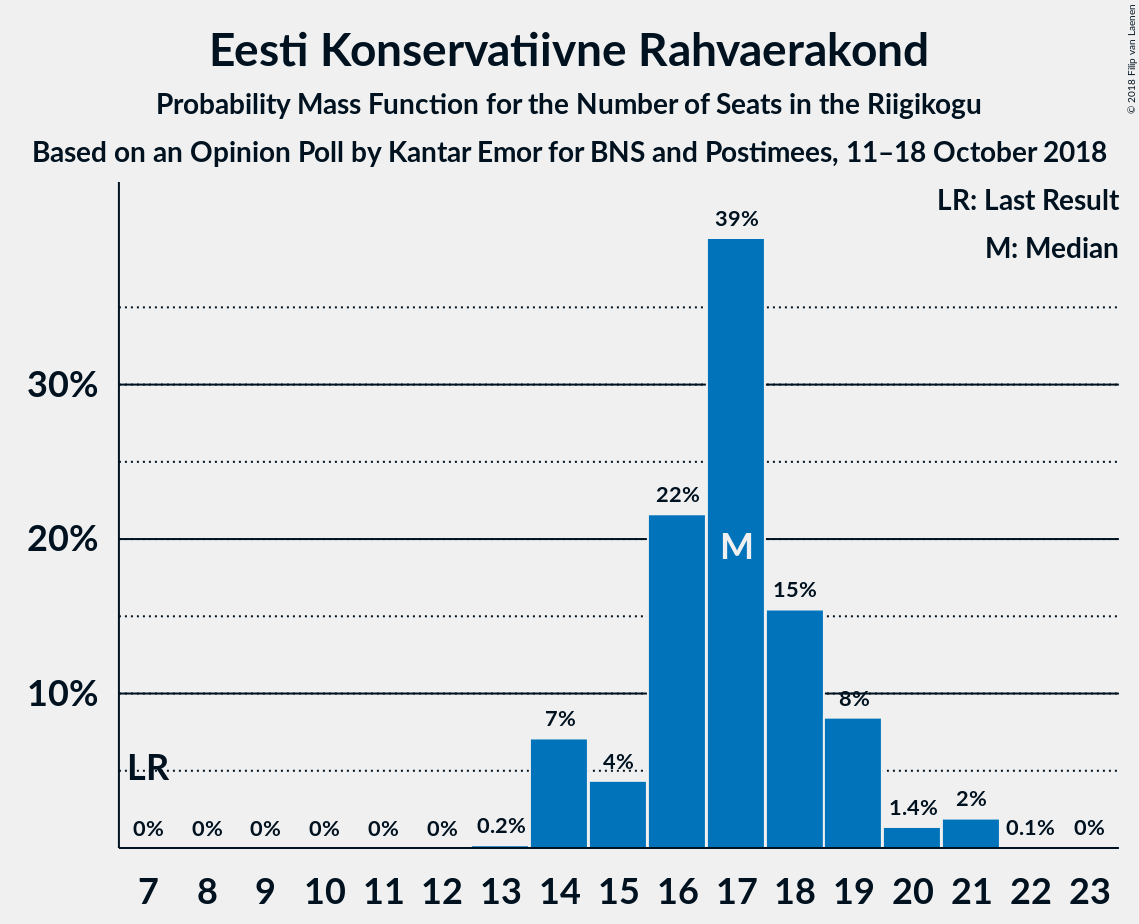 Eesti Konservatiivne Rahvaerakond
Probability Mass Function for the Number of Seats in the Riigikogu
Based on an Opinion Poll by Kantar Emor for BNS and Postimees, 11–18 October 2018
© 2018 Filip van Laenen
LR: Last Result
M: Median
39%
30%
22%
20%
M
15%
10%
8%
7%
LR
4%
0% 0% 0% 0% 0% 0% 0.2% 1.4% 2% 0.1% 0%
7 8 9 10 11 12 13 14 15 16 17 18 19 20 21 22 23